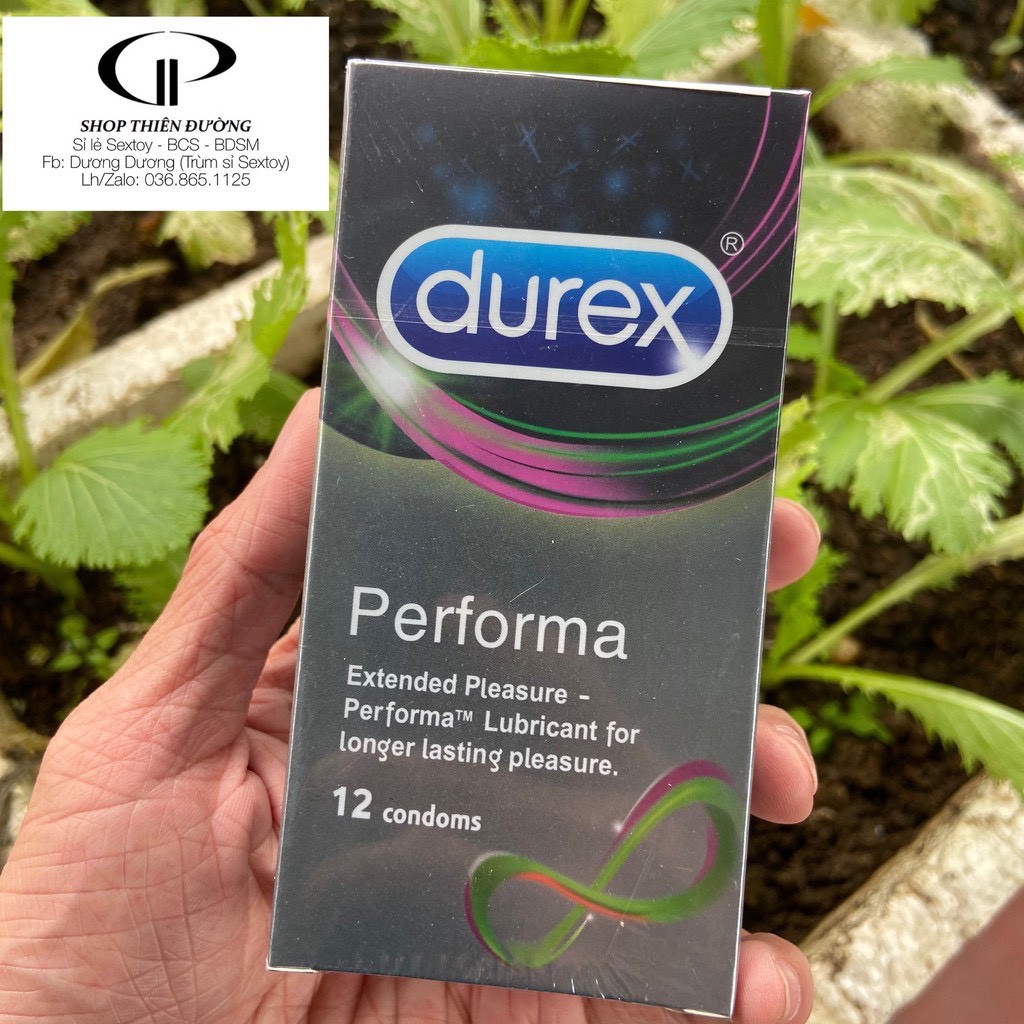 SHOP THIÊN ĐƯỜNG
Sỉ lẻ Sextoy - BCS - BDSM
Fb: Dương Dương (Trùm sỉ Sextoy)
Lh/Zalo: 036.865.1125
durex®
Performa
Extended Pleasure -
Performa™ Lubricant for
longer lasting pleasure.
12 condoms